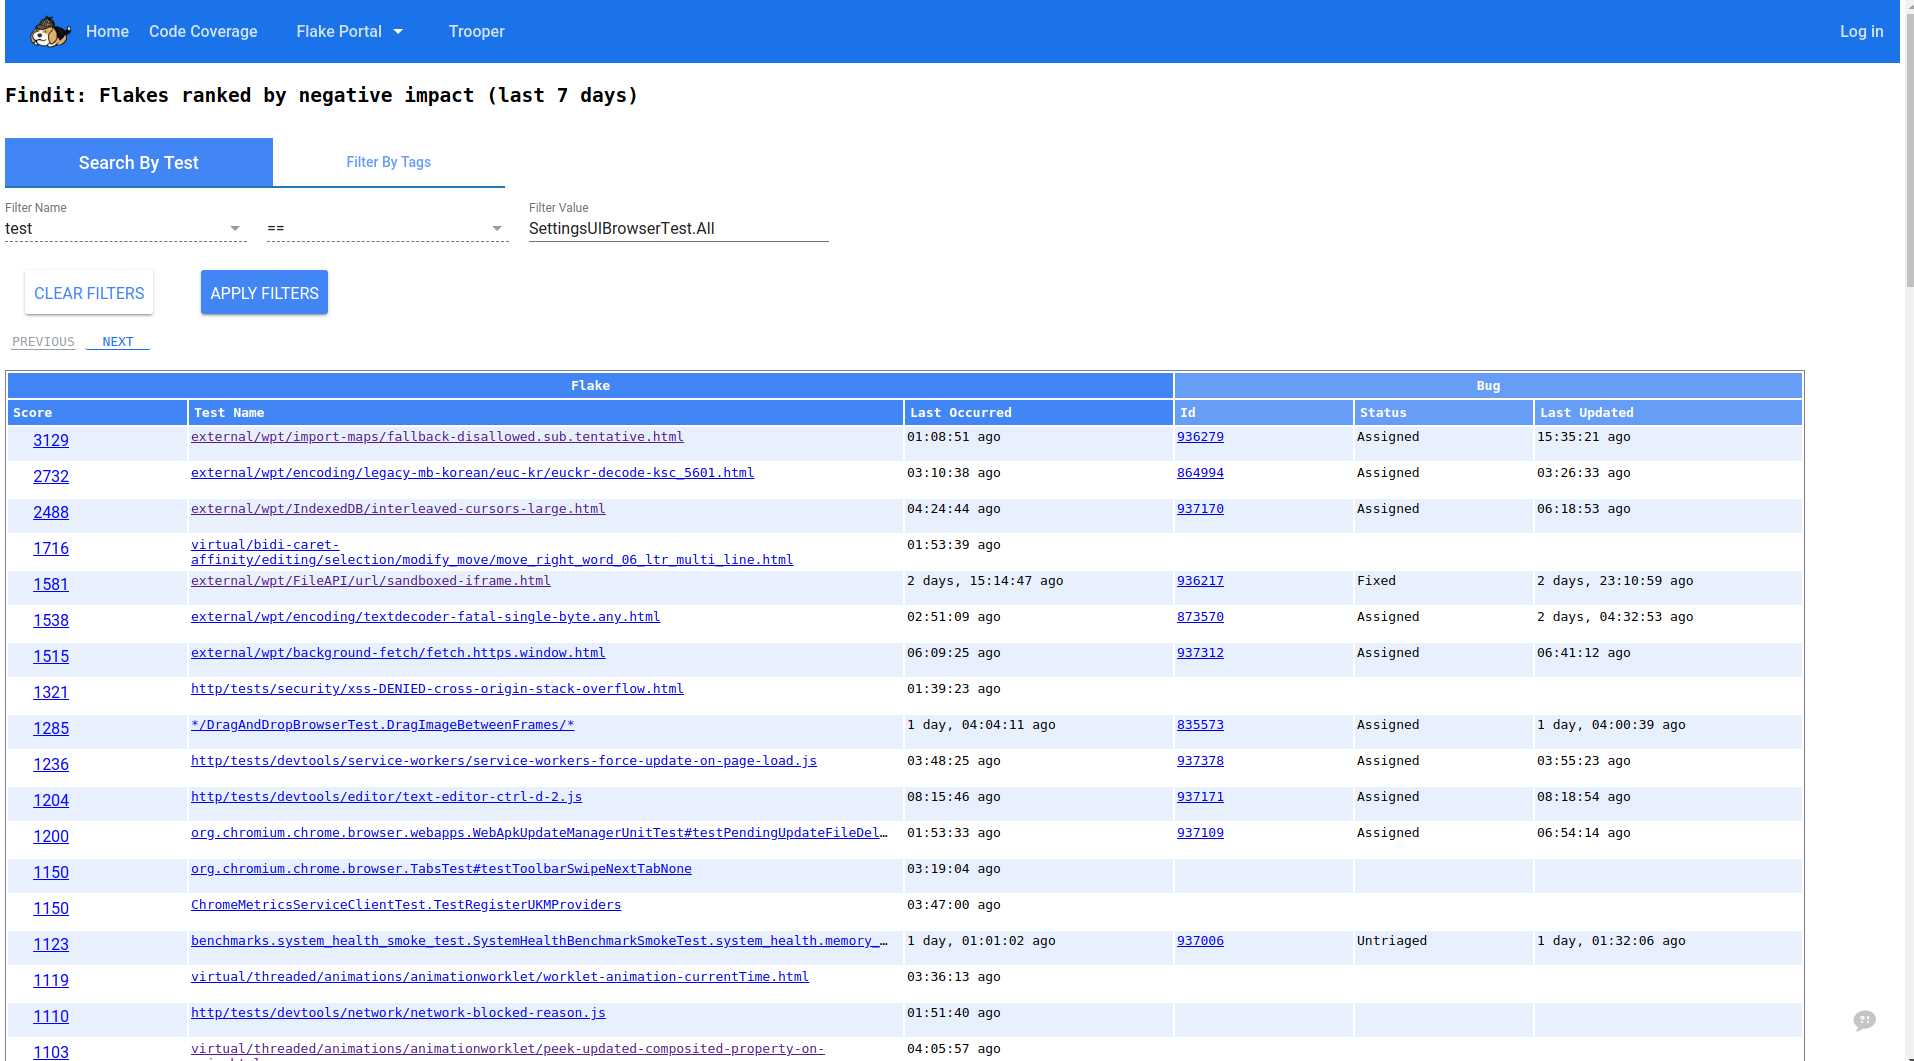 Home Code Coverage Flake Portal Trooper Log in
Findit: Flakes ranked by negative impact (last 7 days)
Search By Test Filter By Tags
Filter Name Filter Value
test == SettingsUIBrowserTest.All
CLEAR FILTERS APPLY FILTERS
PREVIOUS NEXT
Flake Bug
Score Test Name Last Occurred Id Status Last Updated
3129 external/wpt/import-maps/fallback-disallowed.sub.tentative.html 01:08:51 ago 936279 Assigned 15:35:21 ago
2732 external/wpt/encoding/legacy-mb-korean/euc-kr/euckr-decode-ksc_5601.html 03:10:38 ago 864994 Assigned 03:26:33 ago
2488 external/wpt/IndexedDB/interleaved-cursors-large.html 04:24:44 ago 937170 Assigned 06:18:53 ago
1716 virtual/bidi-caret- 01:53:39 ago
affinity/editing/selection/modify_move/move_right_word_06_ltr_multi_line.html
1581 external/wpt/FileAPI/url/sandboxed-iframe.html 2 days, 15:14:47 ago 936217 Fixed 2 days, 23:10:59 ago
1538 external/wpt/encoding/textdecoder-fatal-single-byte.any.html 02:51:09 ago 873570 Assigned 2 days, 04:32:53 ago
1515 external/wpt/background-fetch/fetch.https.window.html 06:09:25 ago 937312 Assigned 06:41:12 ago
1321 http/tests/security/xss-DENIED-cross-origin-stack-overflow.html 01:39:23 ago
1285 */DragAndDropBrowserTest.DragImageBetweenFrames/* 1 day, 04:04:11 ago 835573 Assigned 1 day, 04:00:39 ago
1236 http/tests/devtools/service-workers/service-workers-force-update-on-page-load.js 03:48:25 ago 937378 Assigned 03:55:23 ago
1204 http/tests/devtools/editor/text-editor-ctrl-d-2.js 08:15:46 ago 937171 Assigned 08:18:54 ago
1200 org.chromium.chrome.browser.webapps.WebApkUpdateManagerUnitTest#testPendingUpdateFileDel… 01:53:33 ago 937109 Assigned 06:54:14 ago
1150 org.chromium.chrome.browser.TabsTest#testToolbarSwipeNextTabNone 03:19:04 ago
1150 ChromeMetricsServiceClientTest.TestRegisterUKMProviders 03:47:00 ago
1123 benchmarks.system_health_smoke_test.SystemHealthBenchmarkSmokeTest.system_health.memory_… 1 day, 01:01:02 ago 937006 Untriaged 1 day, 01:32:06 ago
1119 virtual/threaded/animations/animationworklet/worklet-animation-currentTime.html 03:36:13 ago
1110 http/tests/devtools/network/network-blocked-reason.js 01:51:40 ago
1103 virtual/threaded/animations/animationworklet/peek-updated-composited-property-on- 04:05:57 ago